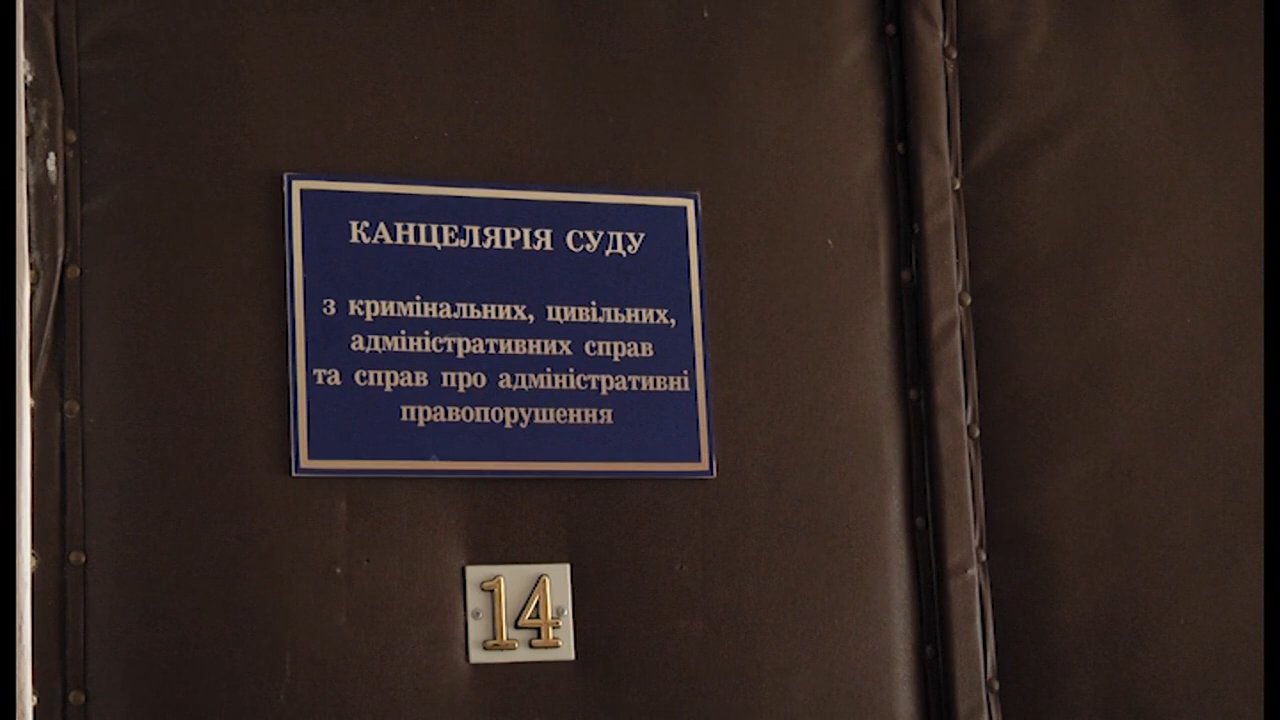 КАНЦЕЛЯРІЯ СУДУ
з кримінальних, цивільних,
адміністративних справ
та справ про адміністративні
правопорушення
14